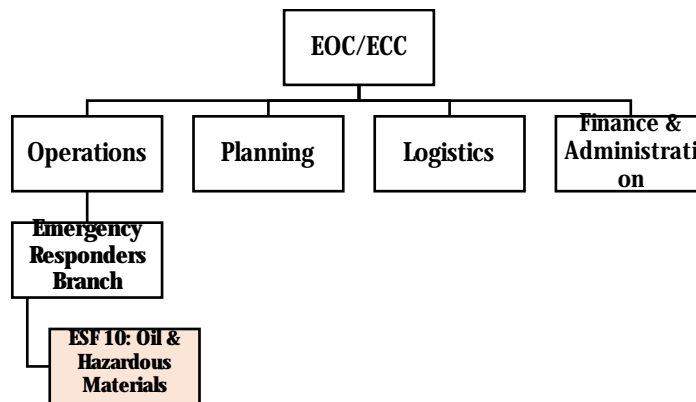 EOC/ECC
Operations
Planning
Logistics
Finance &
Administrati
on
Emergency
Responders
Branch
ESF 10: Oil &
Hazardous
Materials